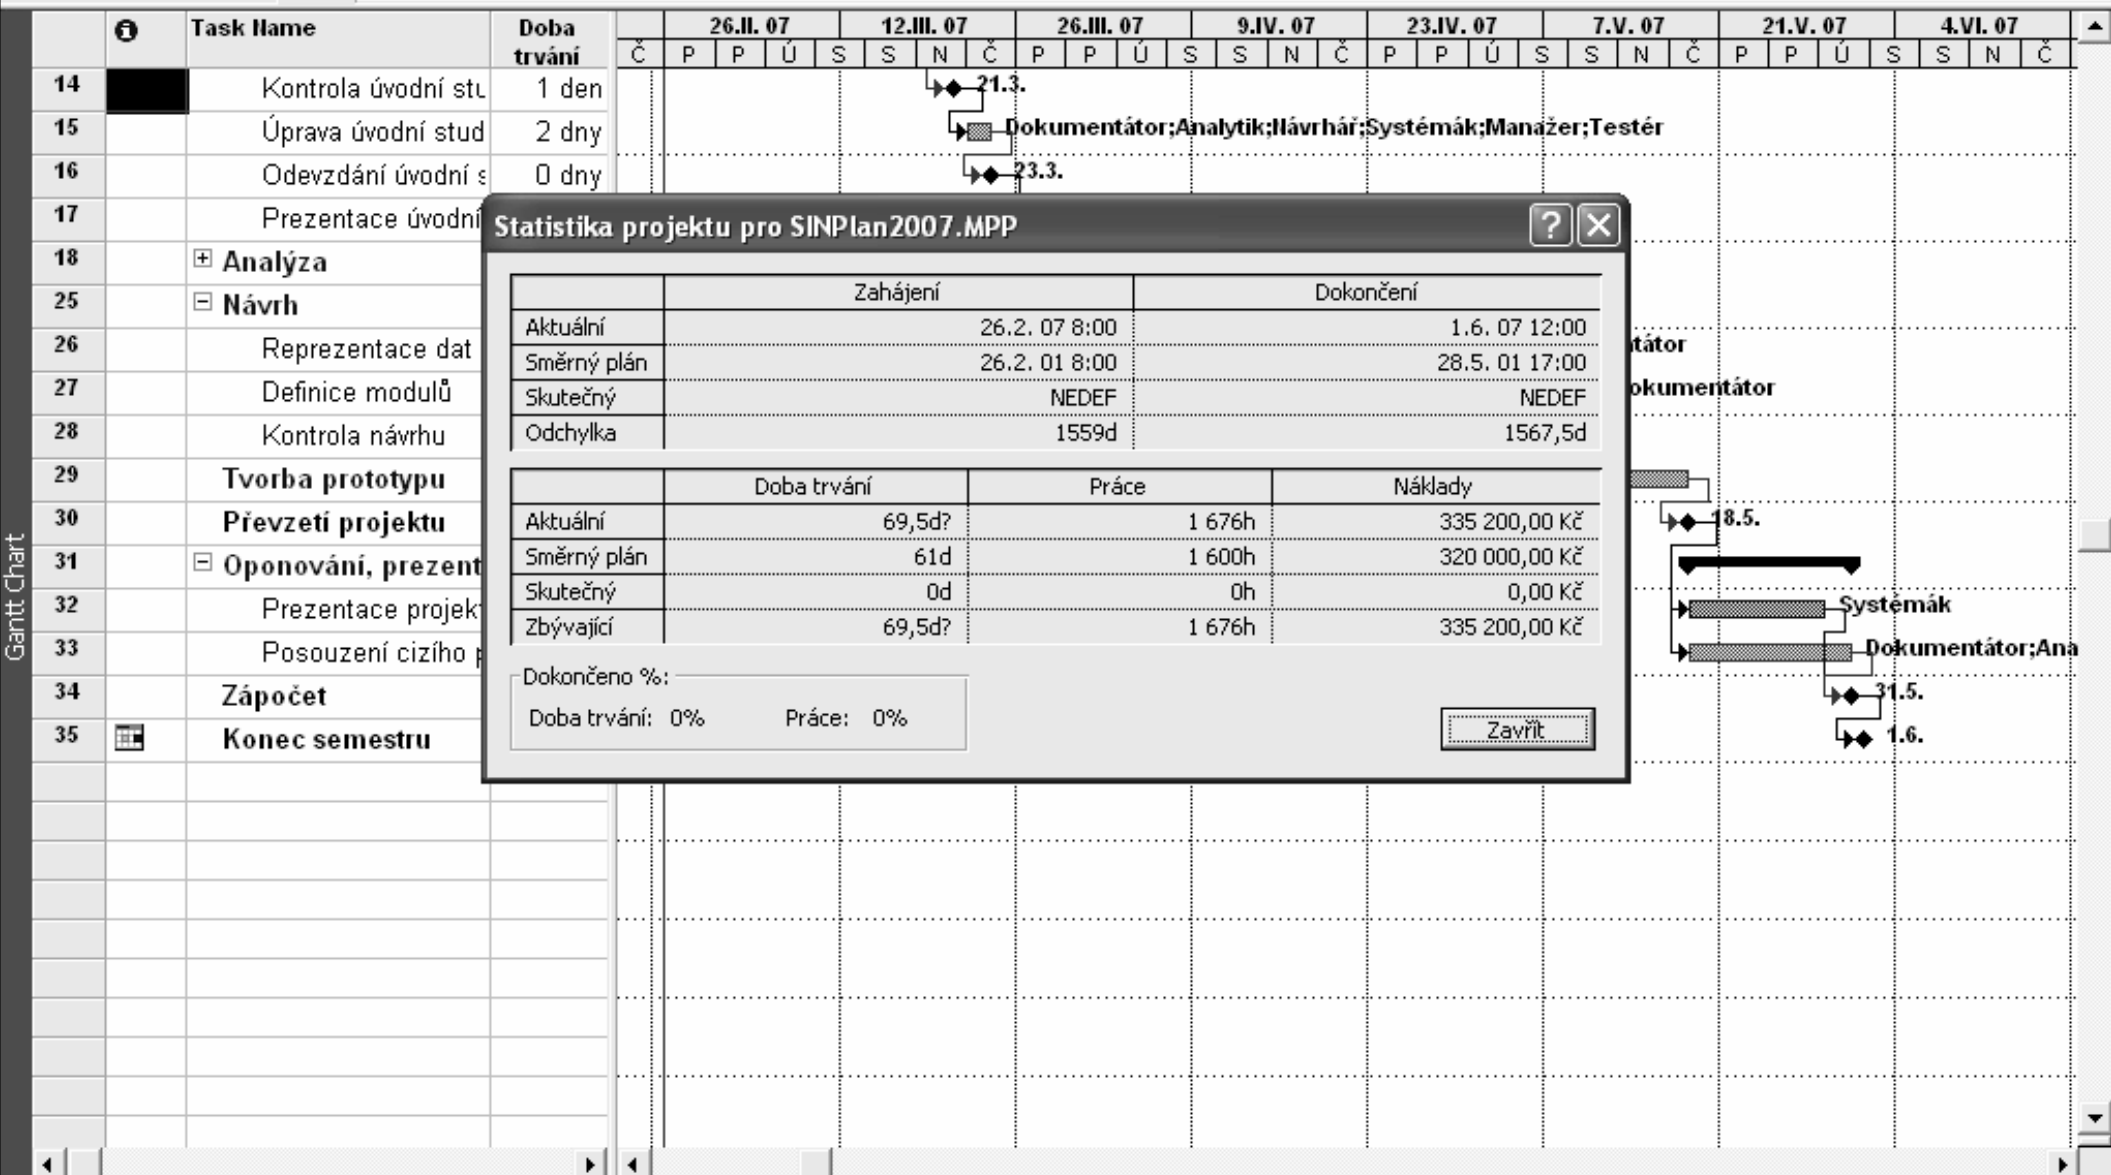 Task Name Doba trvání 26.II. 07 12.III. 07 26.III. 07 9.IV. 07 23.IV. 07 7.V. 07 21.V. 07 4.VI. 07
Č P P Ú S S N Č P P Ú S S N Č P P Ú S S N Č P P Ú S S N Č
14 Kontrola úvodní stu 1 den 21.3.
15 Úprava úvodní stud 2 dny Dokumentátor;Analytik;Návrhář;Systémák;Manažer;Testér
16 Odevzdání úvodní s 0 dny 23.3.
17 Prezentace úvodní
18 Analýza
25 Návrh
26 Reprezentace dat tátor
27 Definice modulů okumentátor
28 Kontrola návrhu
29 Tvorba prototypu
30 Převzetí projektu 18.5.
31 Oponování, prezent
32 Prezentace projek Systémák
33 Posouzení cizího p Dokumentátor;Ana
34 Zápočet 31.5.
35 Konec semestru 1.6.
Gantt Chart
Statistika projektu pro SINPlan2007.MPP
Zahájení Dokončení
Aktuální 26.2. 07 8:00 1.6. 07 12:00
Směrný plán 26.2. 01 8:00 28.5. 01 17:00
Skutečný NEDEF NEDEF
Odchylka 1559d 1567,5d
Doba trvání Práce Náklady
Aktuální 69,5d? 1 676h 335 200,00 Kč
Směrný plán 61d 1 600h 320 000,00 Kč
Skutečný 0d 0h 0,00 Kč
Zbývající 69,5d? 1 676h 335 200,00 Kč
Dokončeno %:
Doba trvání: 0% Práce: 0%
Zavřít